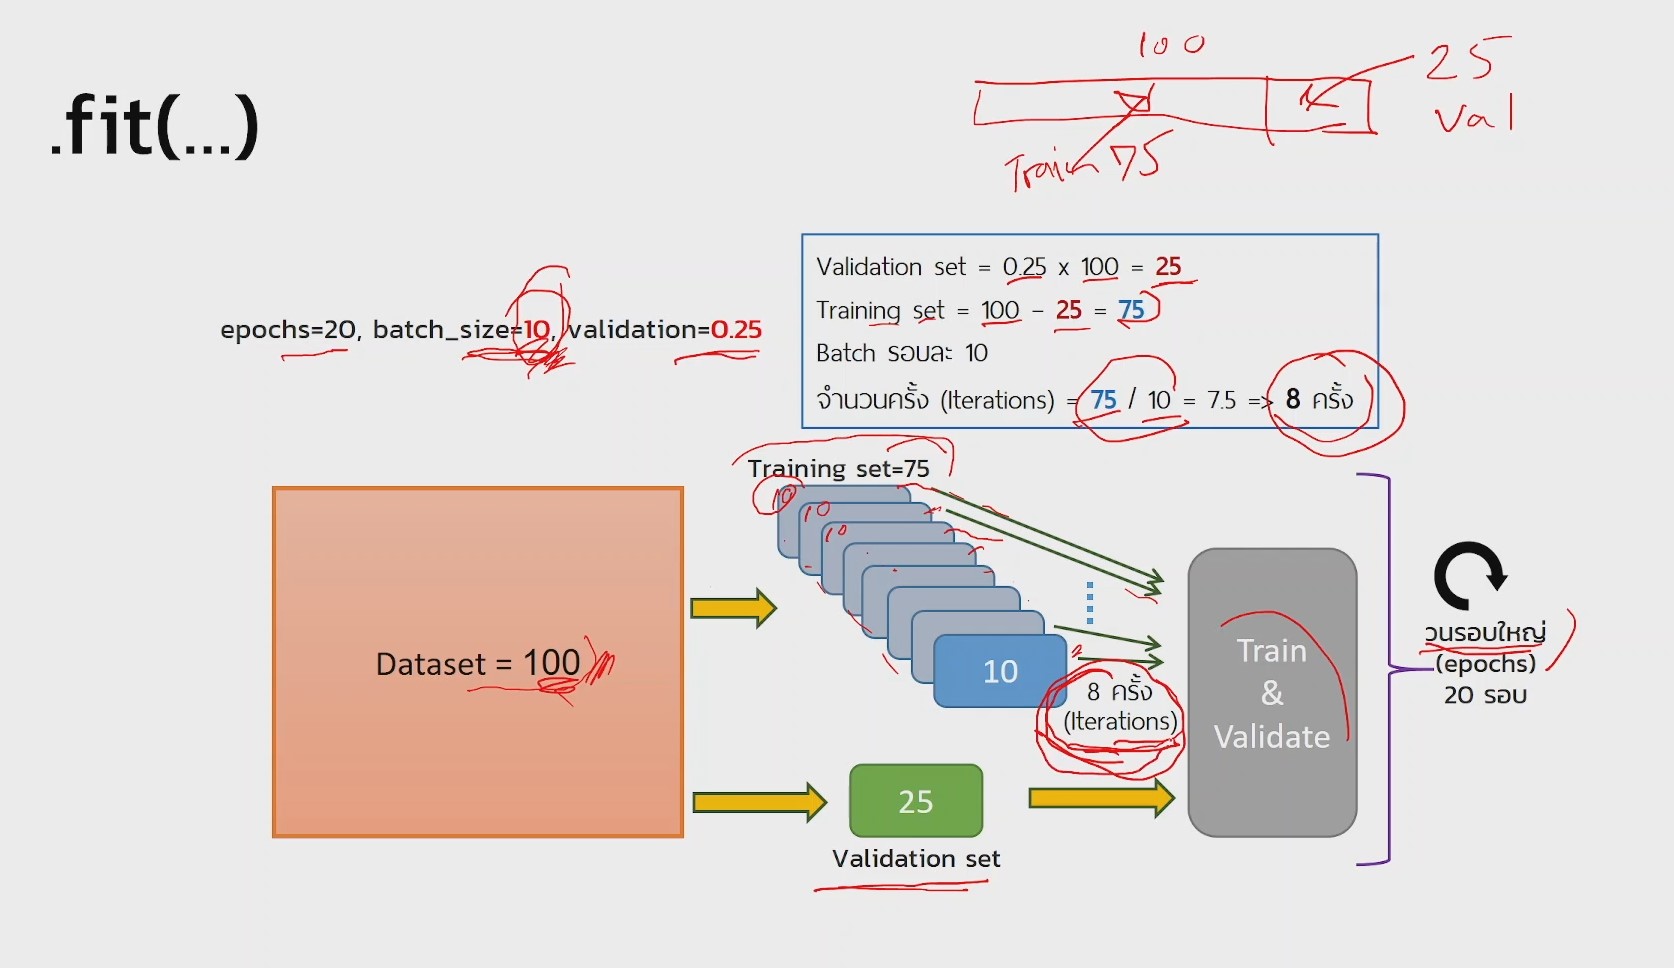 100
25
Val
Train 75
.fit(...)
epochs=20, batch_size=10, validation=0.25
Validation set = 0.25 x 100 = 25
Training set = 100 - 25 = 75
Batch รอบละ 10
จำนวนครั้ง (Iterations) = 75 / 10 = 7.5 => 8 ครั้ง
Training set=75
10
10
10
Dataset = 100
10
8 ครั้ง
(Iterations)
Train
&
Validate
วนรอบใหญ่
(epochs)
20 รอบ
25
Validation set